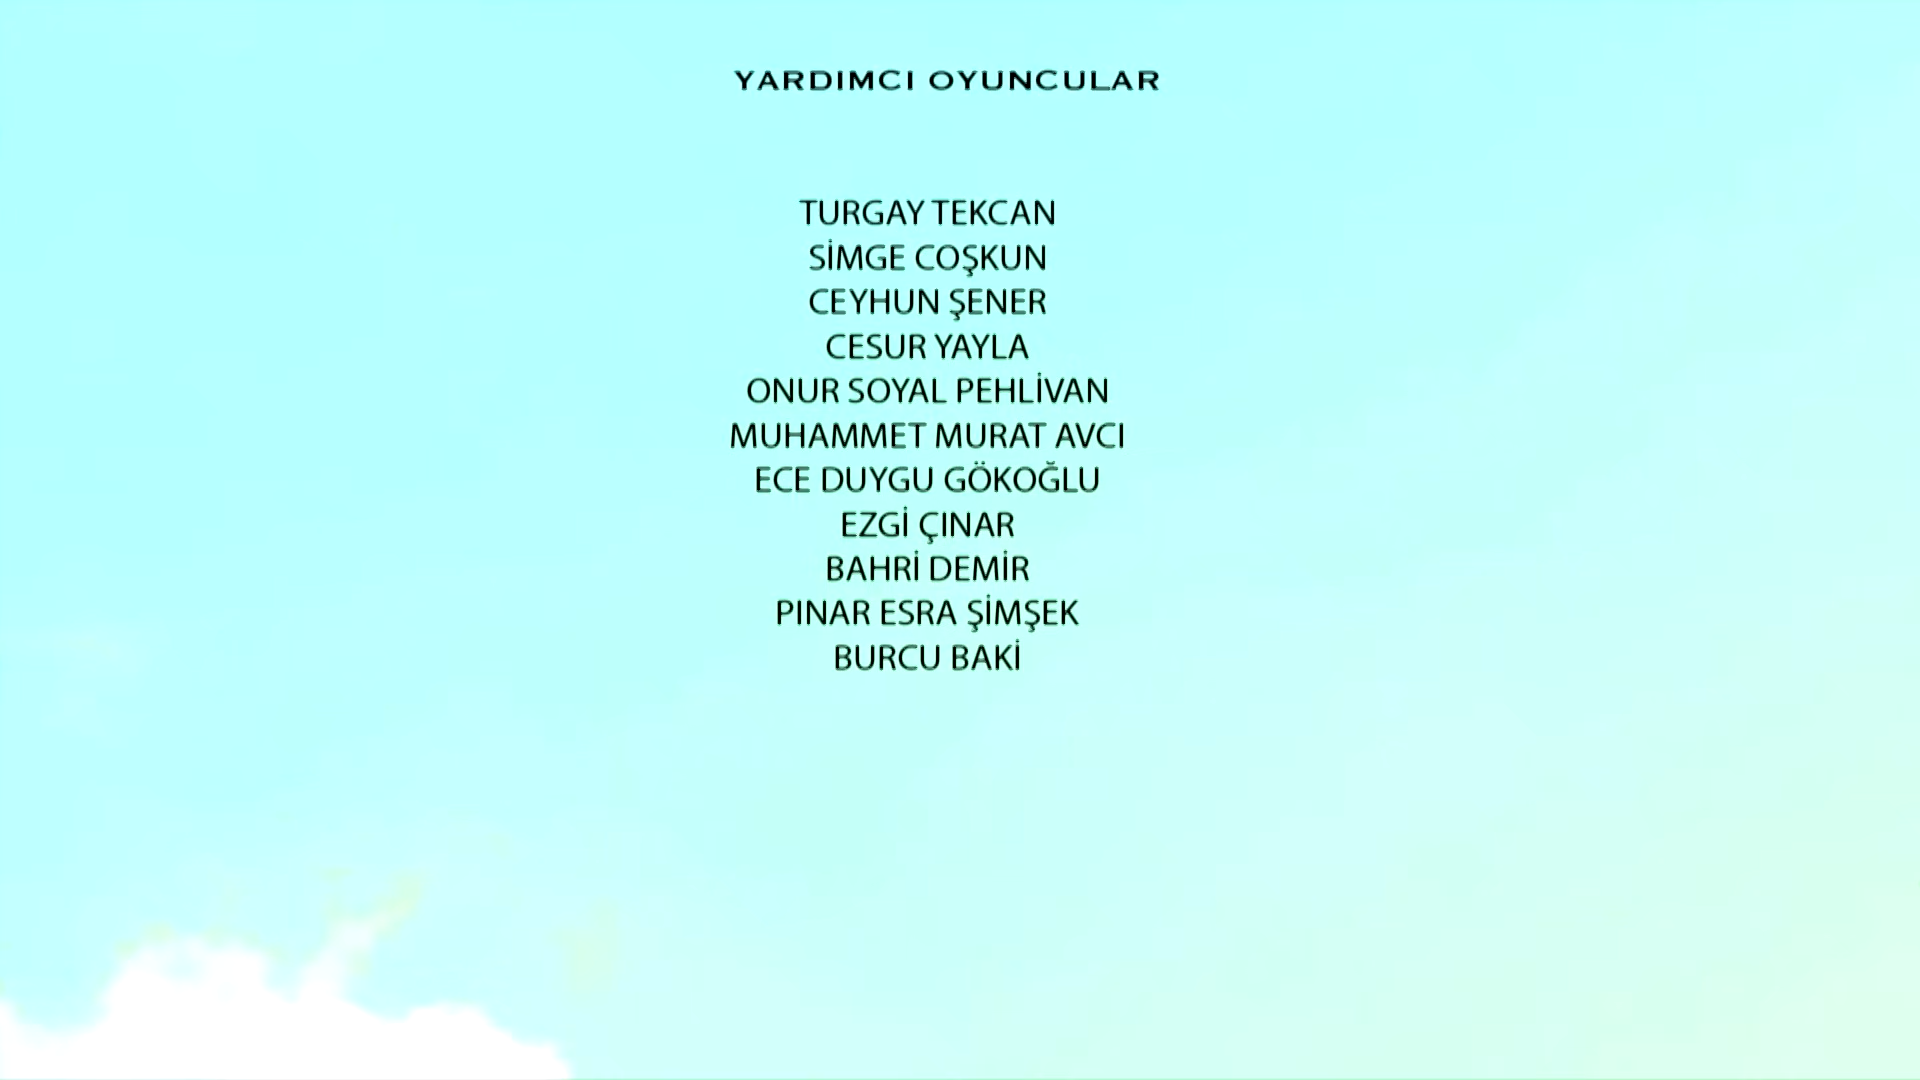 YARDIMCI OYUNCULAR
TURGAY TEKCAN
SİMGE COŞKUN
CEYHUN ŞENER
CESUR YAYLA
ONUR SOYAL PEHLİVAN
MUHAMMET MURAT AVCI
ECE DUYGU GÖKOĞLU
EZGİ ÇINAR
BAHRİ DEMİR
PINAR ESRA ŞİMŞEK
BURCU BAKİ